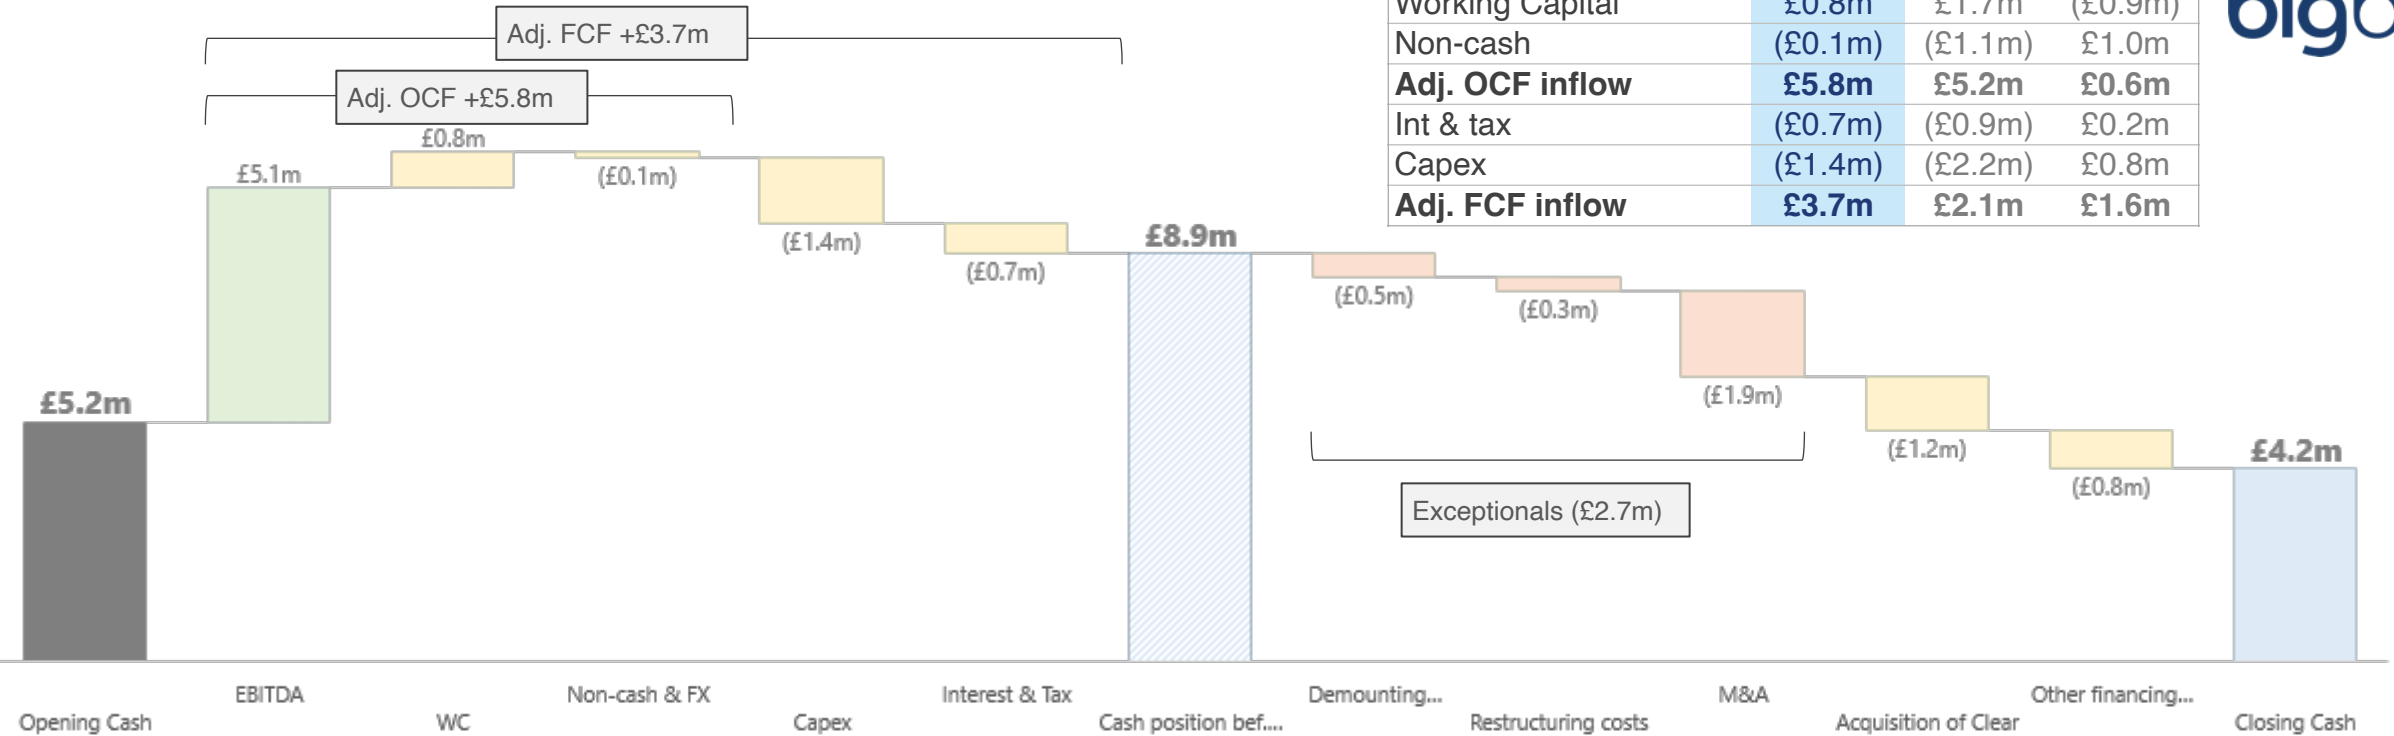 Working Capital £0.8m £1.7m (£0.9m)
Non-cash (£0.1m) (£1.1m) £1.0m
Adj. OCF inflow £5.8m £5.2m £0.6m
Int & tax (£0.7m) (£0.9m) £0.2m
Capex (£1.4m) (£2.2m) £0.8m
Adj. FCF inflow £3.7m £2.1m £1.6m
Adj. FCF +£3.7m
Adj. OCF +£5.8m
£5.2m
£5.1m
£0.8m
(£0.1m)
(£1.4m)
(£0.7m)
£8.9m
(£0.5m)
(£0.3m)
(£1.9m)
(£1.2m)
(£0.8m)
£4.2m
Exceptionals (£2.7m)
Opening Cash
EBITDA
WC
Non-cash & FX
Capex
Interest & Tax
Cash position bef....
Demounting...
Restructuring costs
M&A
Acquisition of Clear
Other financing...
Closing Cash